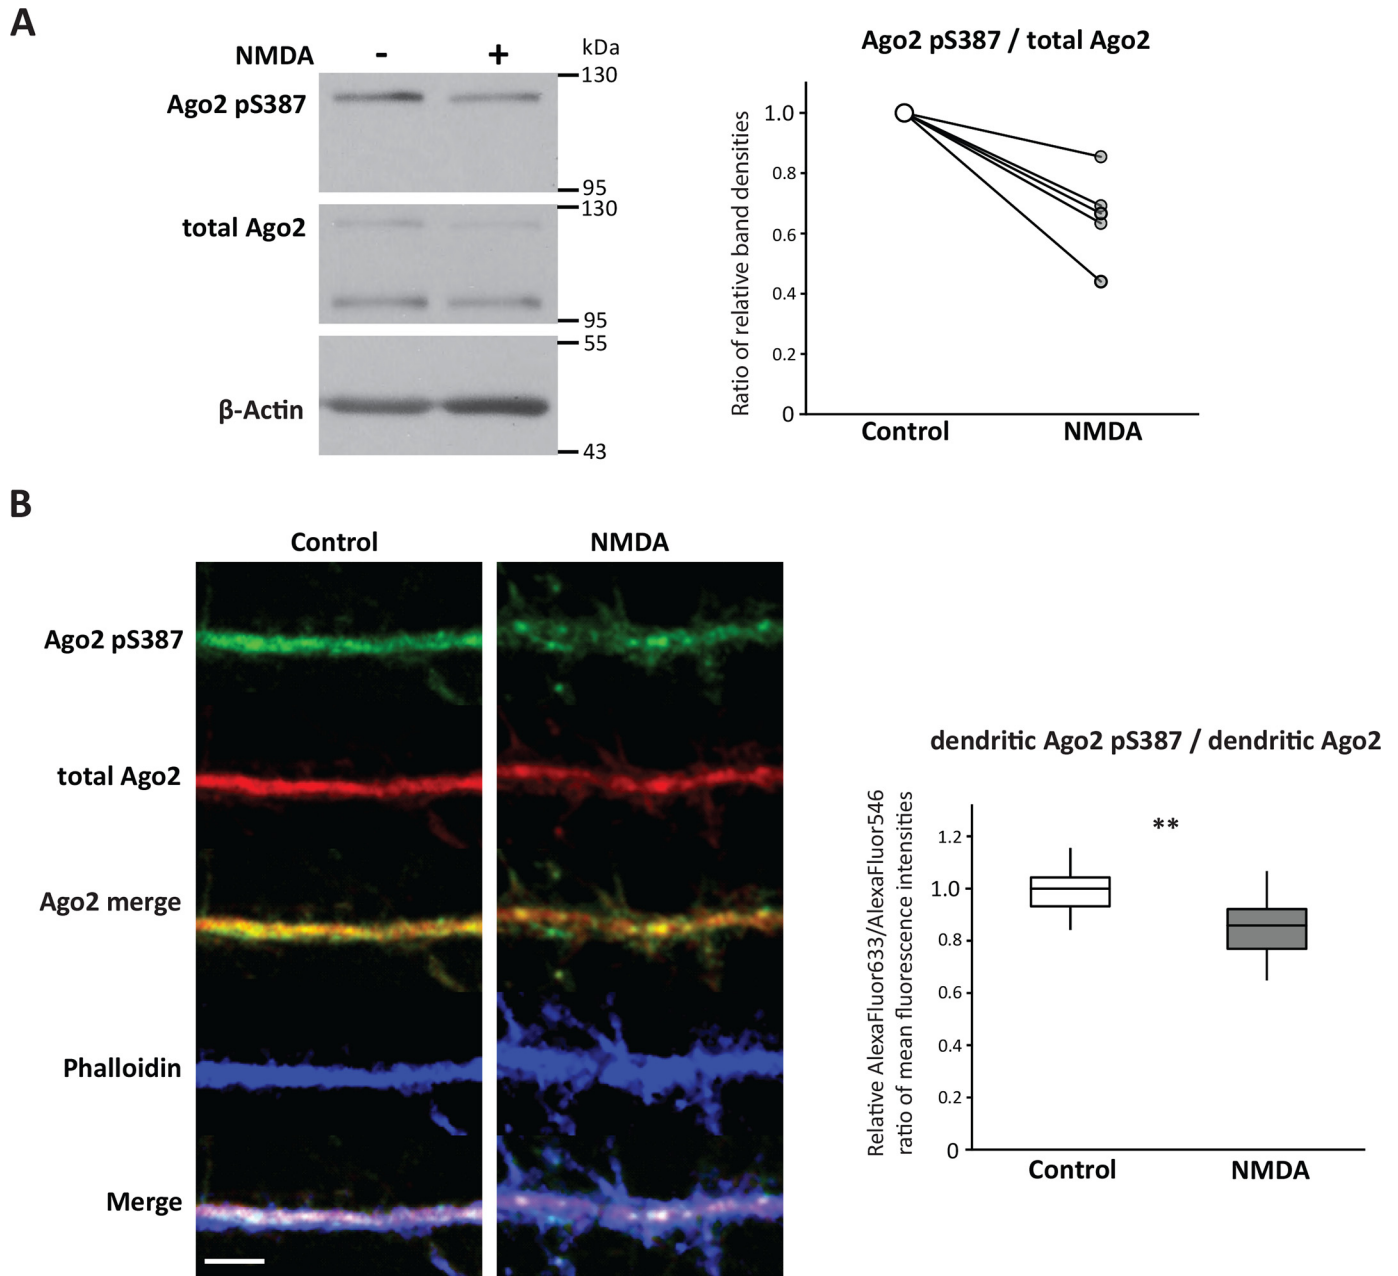 A
NMDA - + kDa
130
Ago2 pS387
95
130
total Ago2
95
55
β-Actin
43
Ago2 pS387 / total Ago2
Ratio of relative band densities
1.0
0.8
0.6
0.4
0.2
0
Control NMDA
B
Control NMDA
Ago2 pS387
total Ago2
Ago2 merge
Phalloidin
Merge
dendritic Ago2 pS387 / dendritic Ago2
Relative AlexaFluor633/AlexaFluor546
ratio of mean fluorescence intensities
**
1.2
1.0
0.8
0.6
0.4
0.2
0
Control NMDA